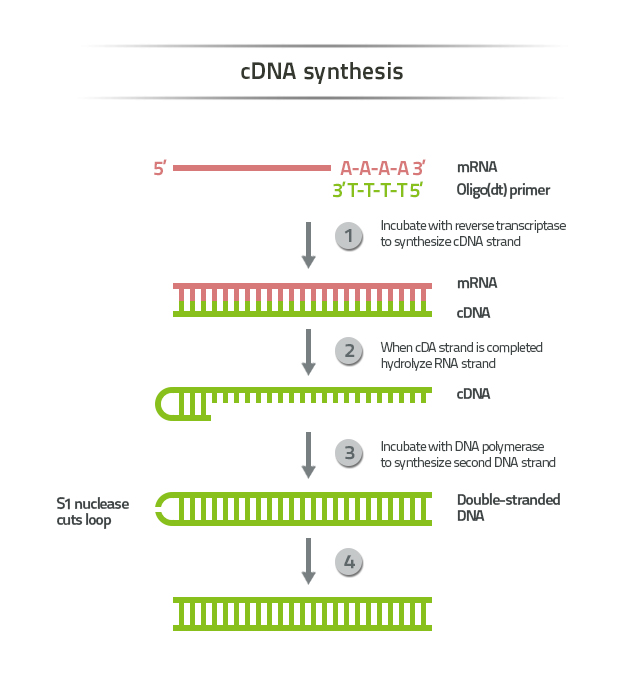 cDNA synthesis
5′ A-A-A-A 3′ mRNA
3′ T-T-T-T 5′ Oligo(dt) primer
1 Incubate with reverse transcriptase
to synthesize cDNA strand
mRNA
cDNA
2 When cDA strand is completed
hydrolyze RNA strand
cDNA
3 Incubate with DNA polymerase
to synthesize second DNA strand
S1 nuclease
cuts loop
Double-stranded
DNA
4